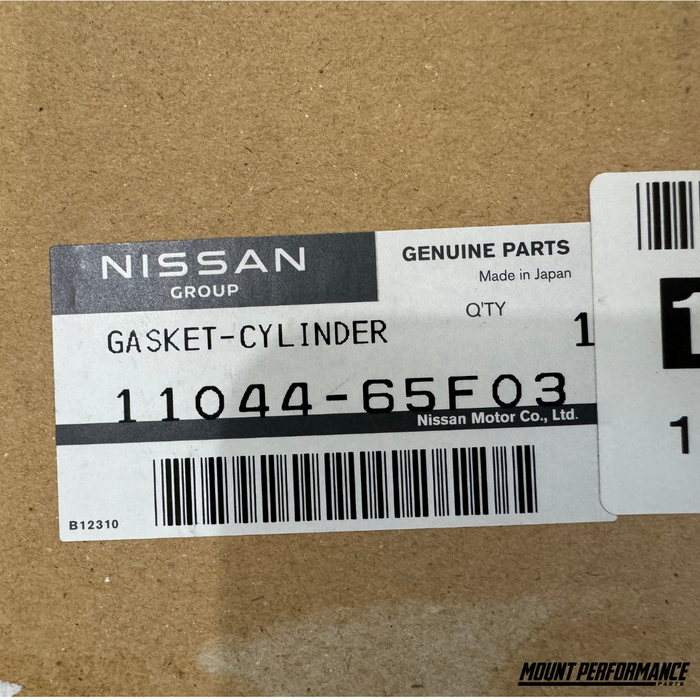 NISSAN
GROUP
GENUINE PARTS
Made in Japan
Q'TY
GASKET-CYLINDER 1
11044-65F03
Nissan Motor Co., Ltd.
B12310
1
1
MOUNT PERFORMANCE
PARTS